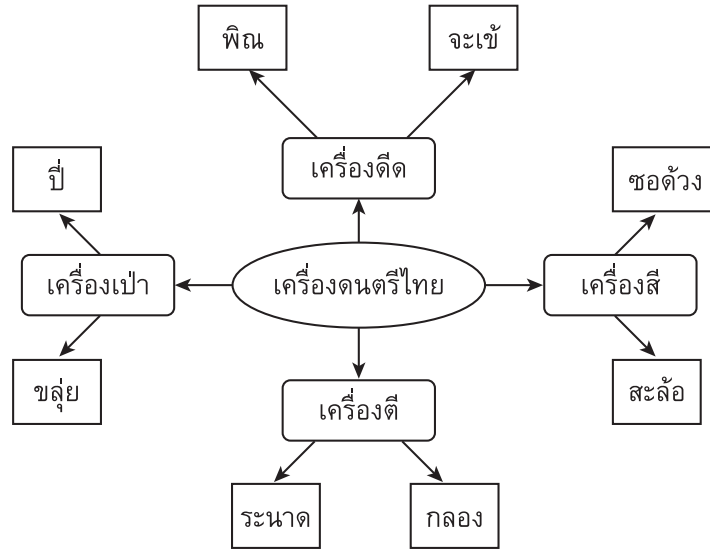 พิณ
จะเข้
เครื่องดีด
ปี่
ซอด้วง
เครื่องเป่า
เครื่องดนตรีไทย
เครื่องสี
ขลุ่ย
สะล้อ
เครื่องตี
ระนาด
กลอง